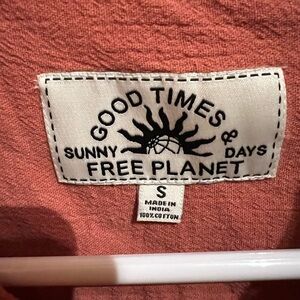 GOOD TIMES &
SUNNY DAYS
FREE PLANET
S
MADE IN
INDIA
100% COTTON